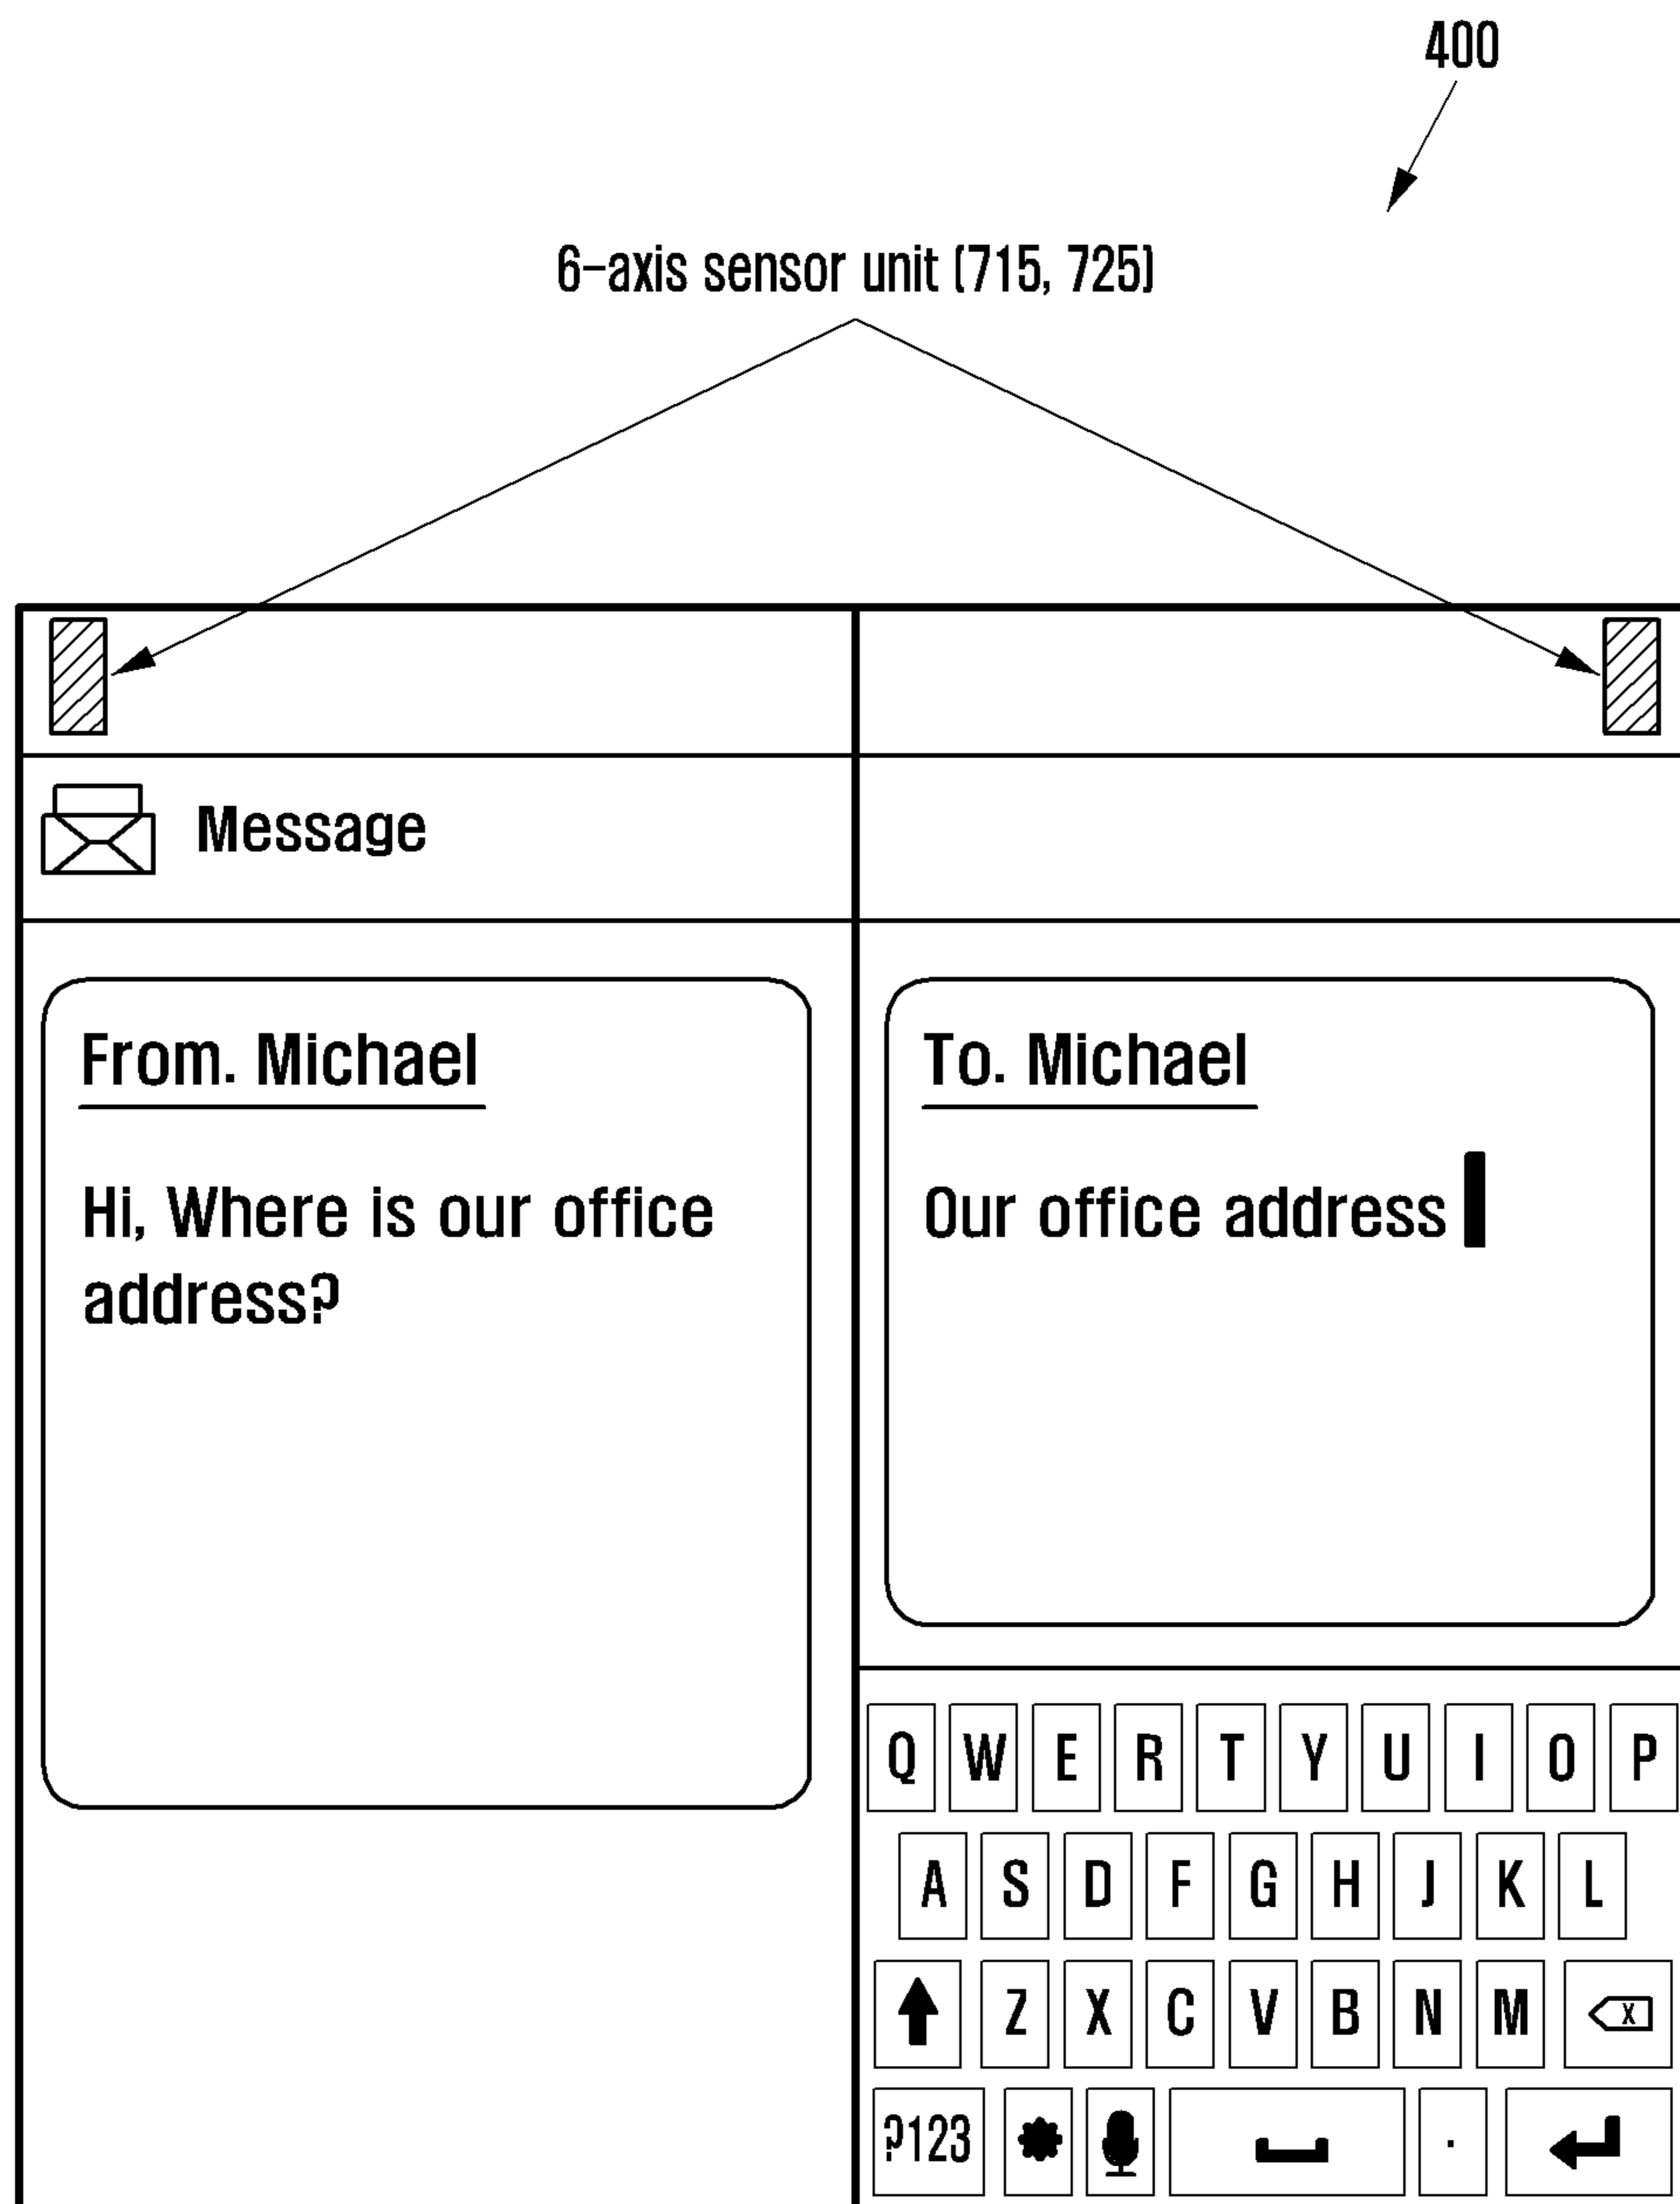 400
6-axis sensor unit (715, 725)
Message
From. Michael
Hi, Where is our office
address?
To. Michael
Our office address
Q W E R T Y U I O P
A S D F G H J K L
Z X C V B N M X
?123 .